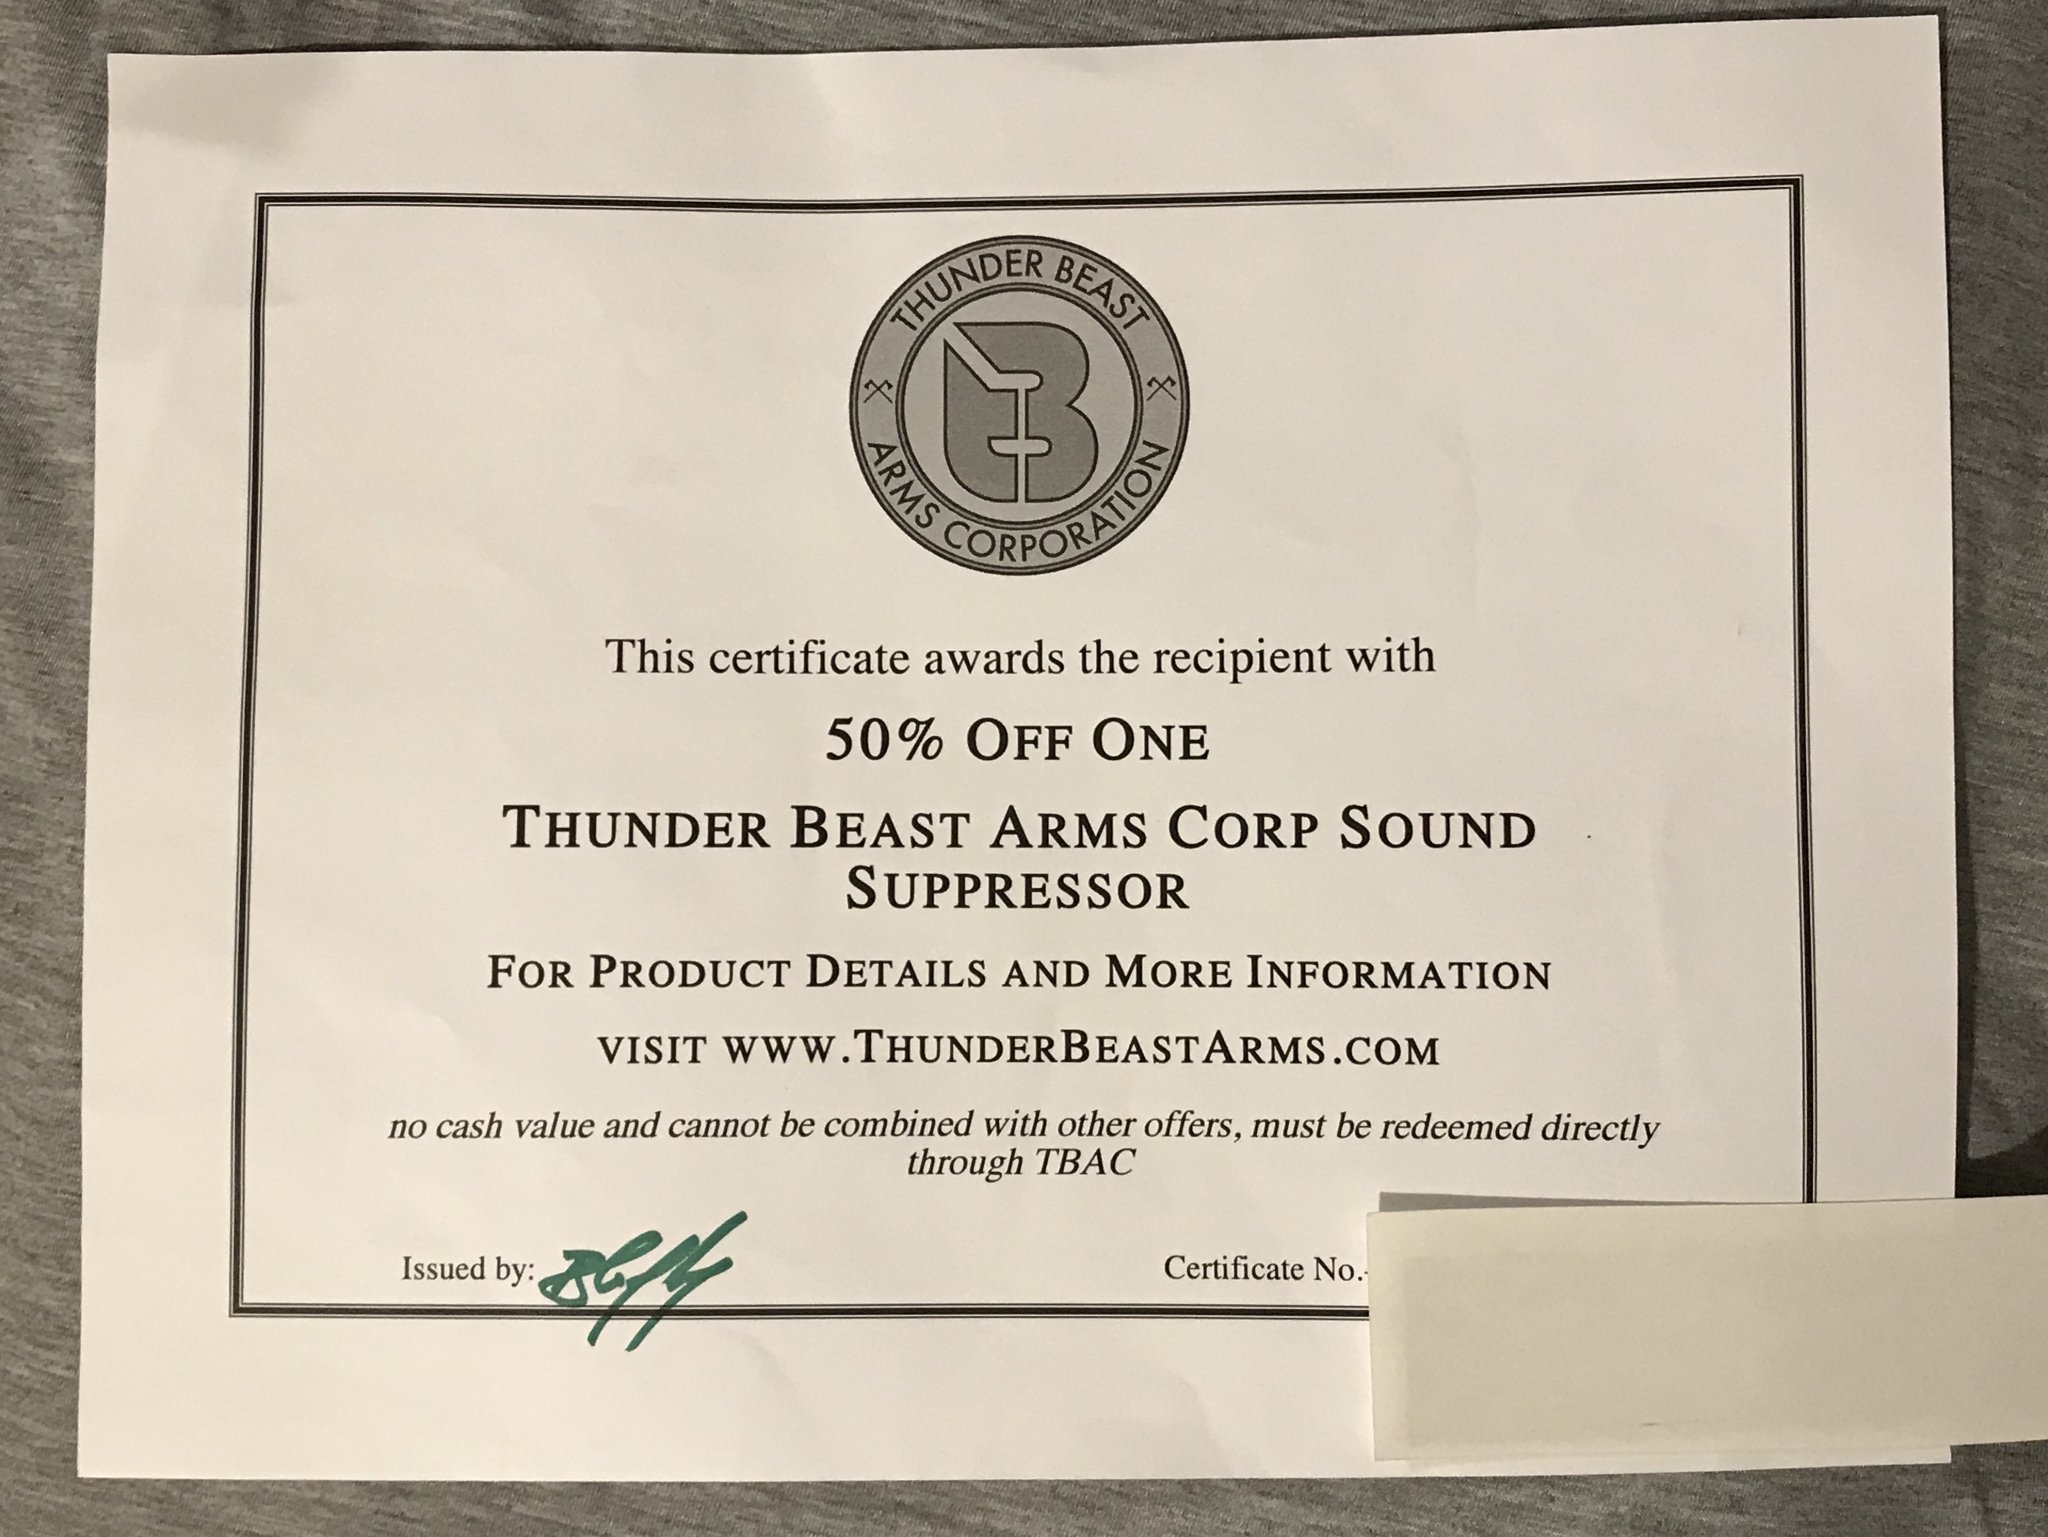 THUNDER BEAST
ARMS CORPORATION
This certificate awards the recipient with
50% OFF ONE
THUNDER BEAST ARMS CORP SOUND
SUPPRESSOR
FOR PRODUCT DETAILS AND MORE INFORMATION
VISIT WWW.THUNDERBEASTARMS.COM
no cash value and cannot be combined with other offers, must be redeemed directly
through TBAC
Issued by:
Certificate No.